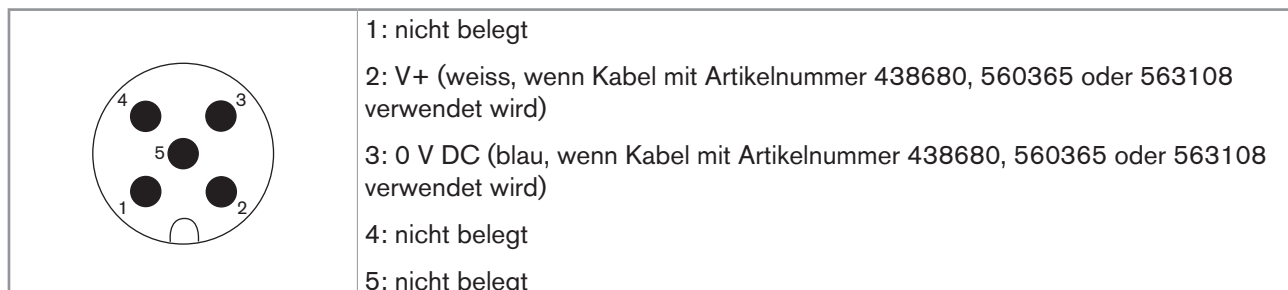 4
3
5
1
2
1: nicht belegt
2: V+ (weiss, wenn Kabel mit Artikelnummer 438680, 560365 oder 563108
verwendet wird)
3: 0 V DC (blau, wenn Kabel mit Artikelnummer 438680, 560365 oder 563108
verwendet wird)
4: nicht belegt
5: nicht belegt